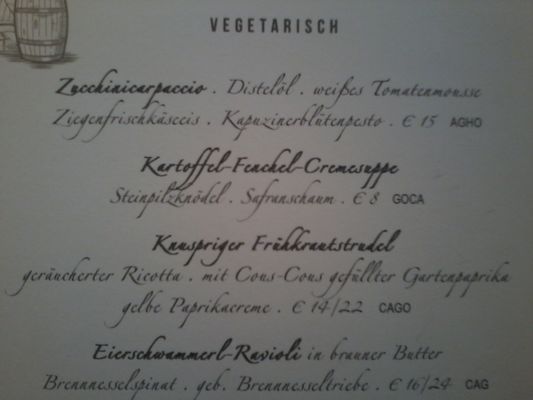 VEGETARISCH
Zucchinicarpaccio . Distelöl . weißes Tomatenmousse
Ziegenfrischkäseeis . Kapuzinerblütenpesto . € 15 AGHO
Kartoffel-Fenchel-Cremesuppe
Steinpilzknödel . Safranschaum . € 8 GOCA
Knuspriger Frühkrautstrudel
geräucherter Ricotta . mit Cous-Cous gefüllter Gartenpaprika
gelbe Paprikacreme . € 14/22 CAGO
Eierschwammerl-Ravioli in brauner Butter
Brennnesselspinat . geb. Brennnesseltriebe . € 16/24 CAG